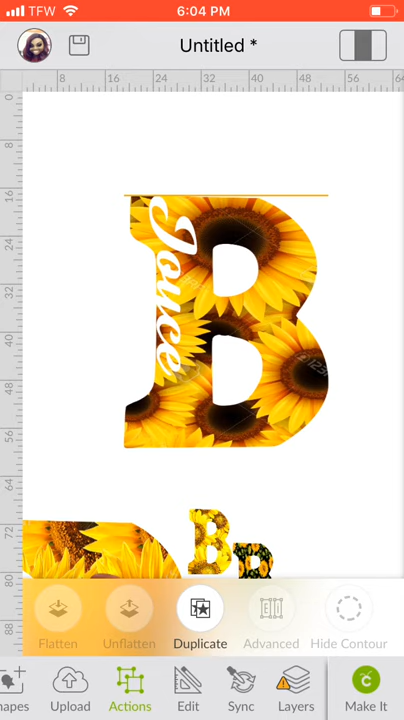 TFW 6:04 PM
Untitled *
8 16 24 32 40 48 56 64
0
8
16
24
32
40
48
56
64
72
80
88
Joyce
B
B
B
Flatten Unflatten Duplicate Advanced Hide Contour
hapes Upload Actions Edit Sync Layers Make It